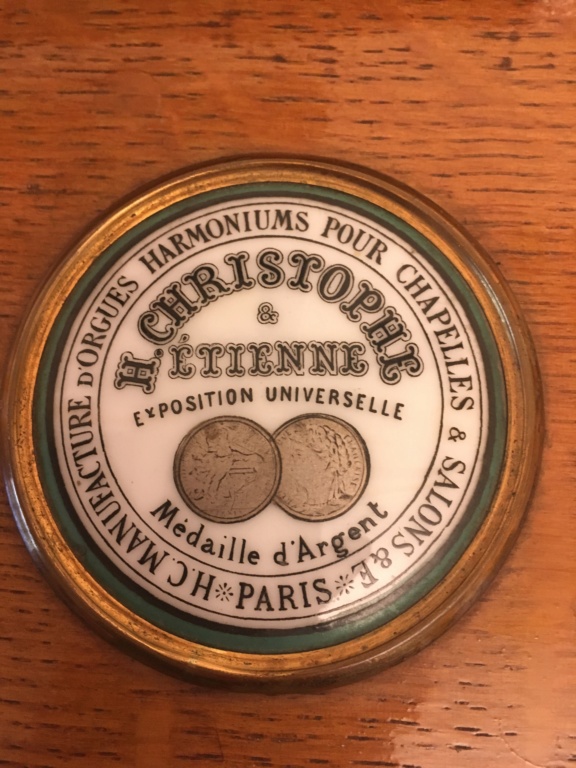 H.C. MANUFACTURE D'ORGUES HARMONIUMS POUR CHAPELLES & SALONS & E
H. CHRISTOPHE
&
ÉTIENNE
EXPOSITION UNIVERSELLE
Médaille d'Argent
PARIS